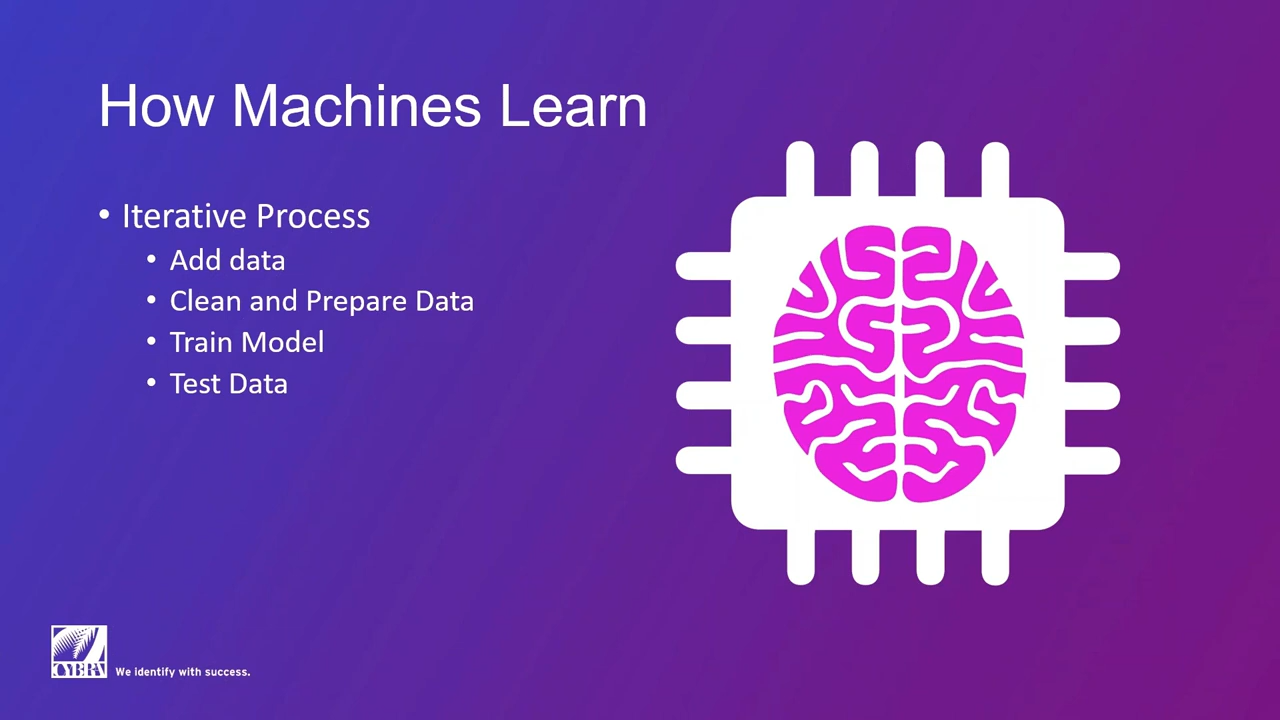 How Machines Learn
• Iterative Process
• Add data
• Clean and Prepare Data
• Train Model
• Test Data
CYBRA
We identify with success.